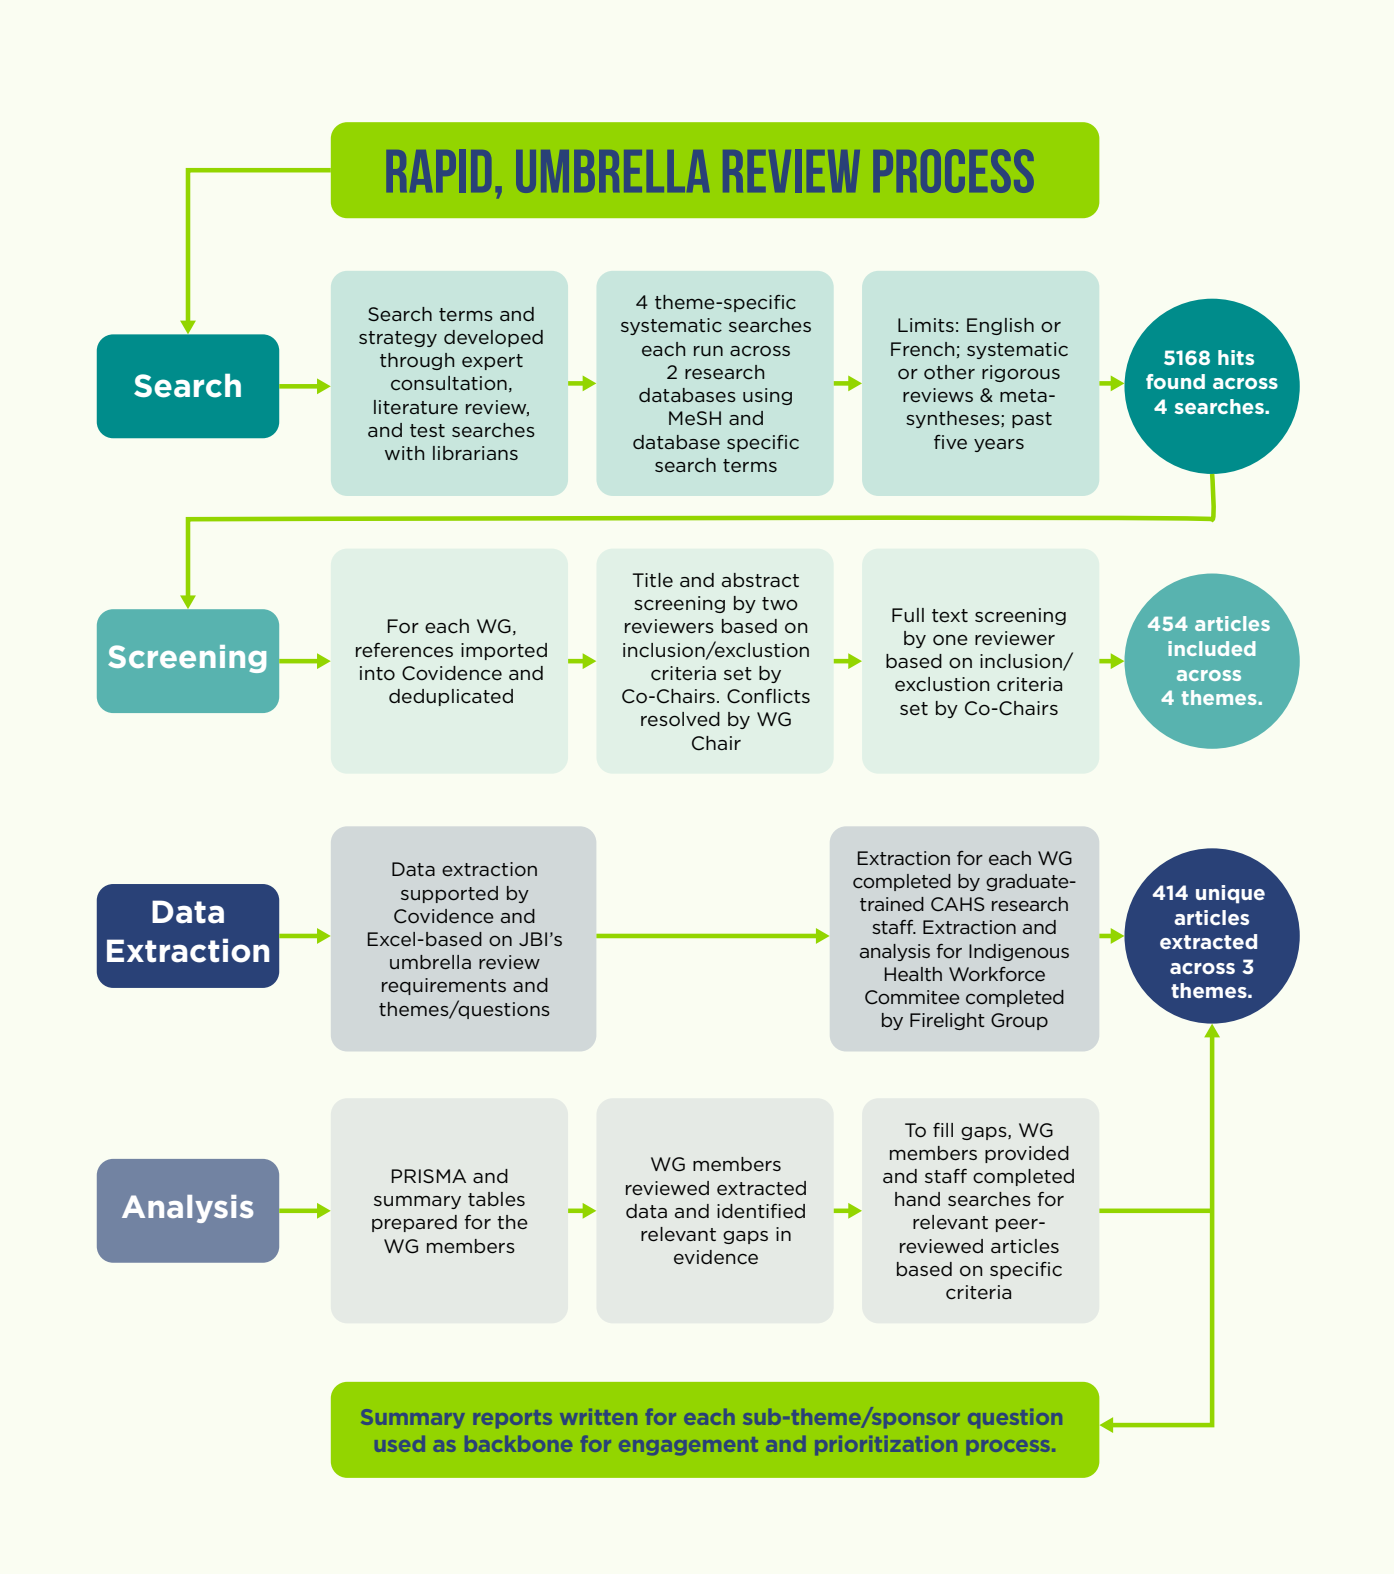 RAPID, UMBRELLA REVIEW PROCESS
Search
Search terms and
strategy developed
through expert
consultation,
literature review,
and test searches
with librarians
4 theme-specific
systematic searches
each run across
2 research
databases using
MeSH and
database specific
search terms
Limits: English or
French; systematic
or other rigorous
reviews & meta-
syntheses; past
five years
5168 hits
found across
4 searches.
Screening
For each WG,
references imported
into Covidence and
deduplicated
Title and abstract
screening by two
reviewers based on
inclusion/exclustion
criteria set by
Co-Chairs. Conflicts
resolved by WG
Chair
Full text screening
by one reviewer
based on inclusion/
exclustion criteria
set by Co-Chairs
454 articles
included
across
4 themes.
Data
Extraction
Data extraction
supported by
Covidence and
Excel-based on JBI’s
umbrella review
requirements and
themes/questions
Extraction for each WG
completed by graduate-
trained CAHS research
staff. Extraction and
analysis for Indigenous
Health Workforce
Commitee completed
by Firelight Group
414 unique
articles
extracted
across 3
themes.
Analysis
PRISMA and
summary tables
prepared for the
WG members
WG members
reviewed extracted
data and identified
relevant gaps in
evidence
To fill gaps, WG
members provided
and staff completed
hand searches for
relevant peer-
reviewed articles
based on specific
criteria
Summary reports written for each sub-theme/sponsor question
used as backbone for engagement and prioritization process.